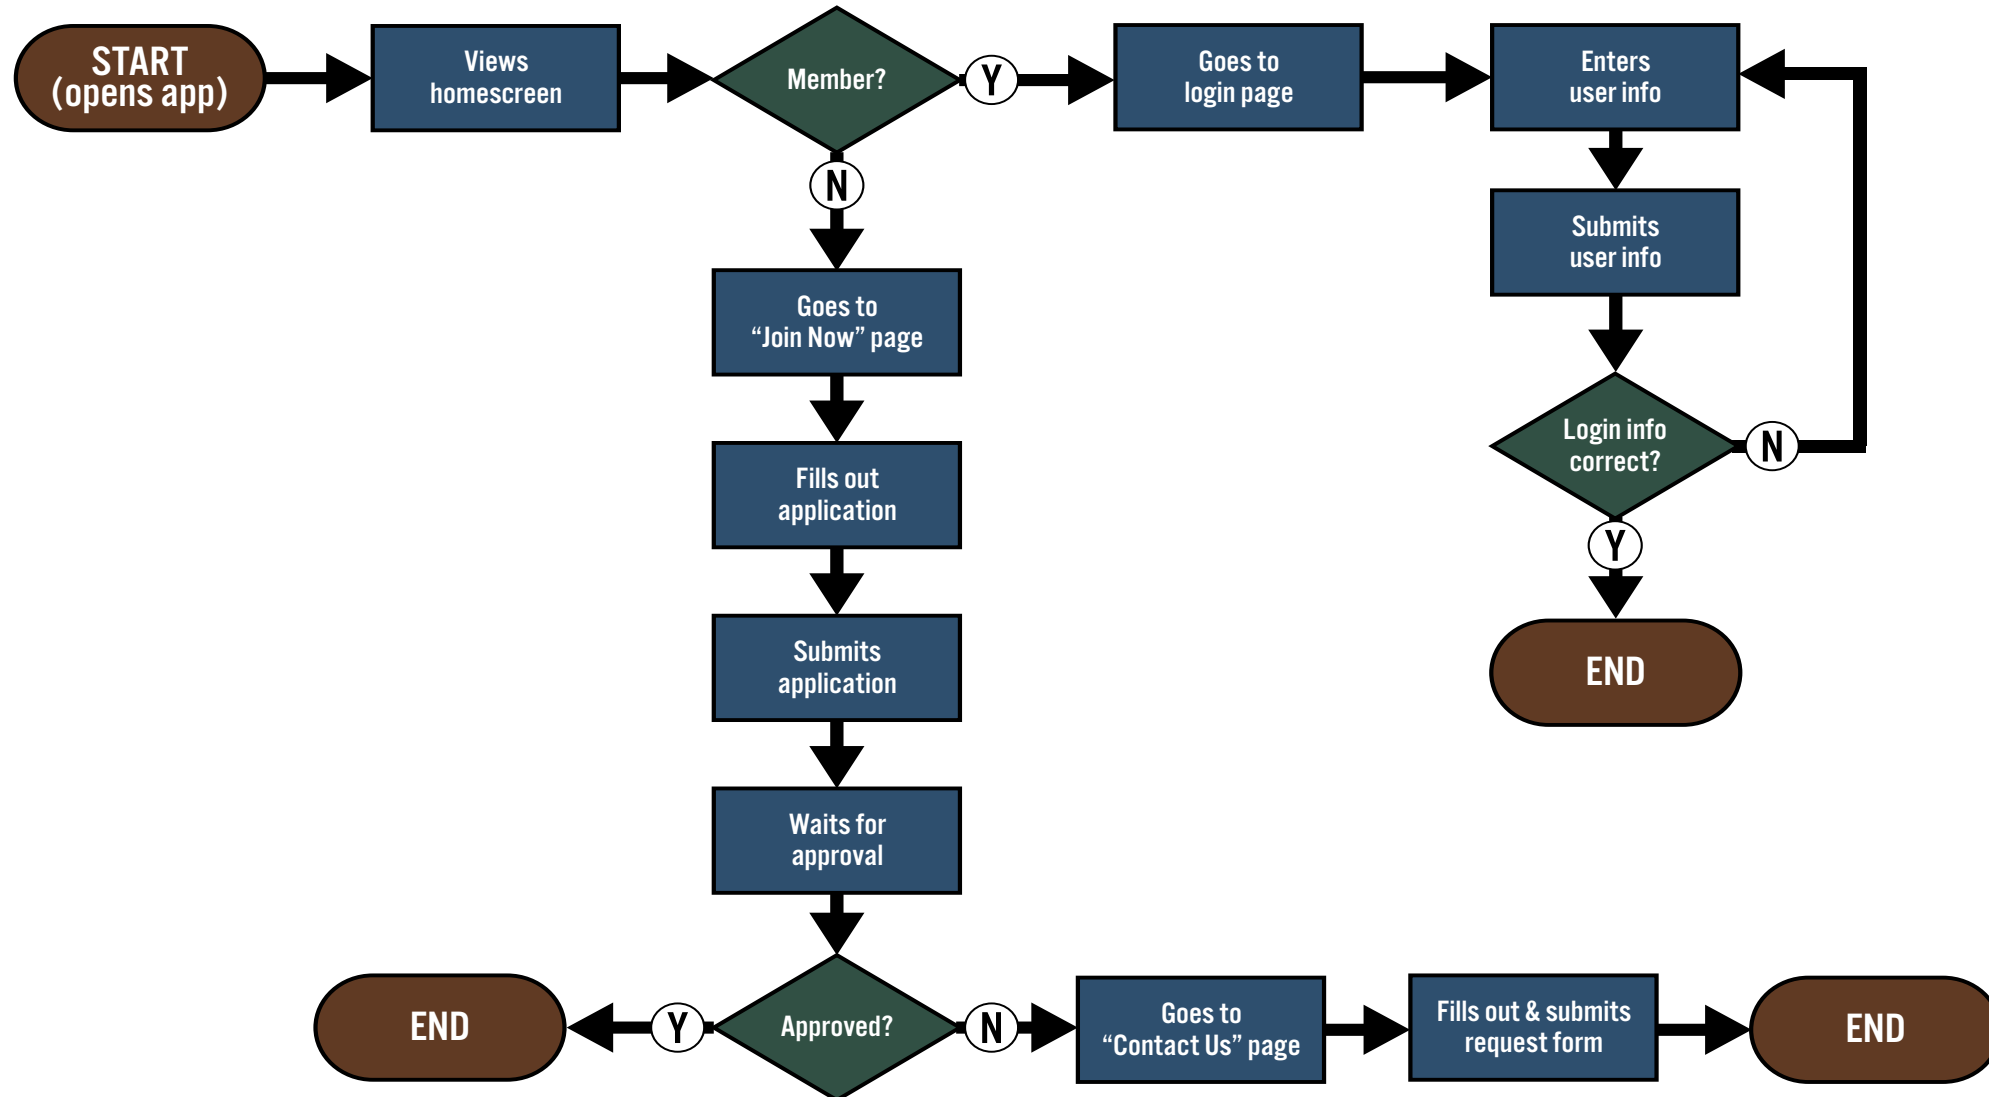 START
(opens app)
Views
homescreen
Member?
Y
Goes to
login page
Enters
user info
N
Submits
user info
Goes to
“Join Now” page
Login info
correct?
N
Fills out
application
Y
Submits
application
END
Waits for
approval
END
Y
Approved?
N
Goes to
“Contact Us” page
Fills out & submits
request form
END